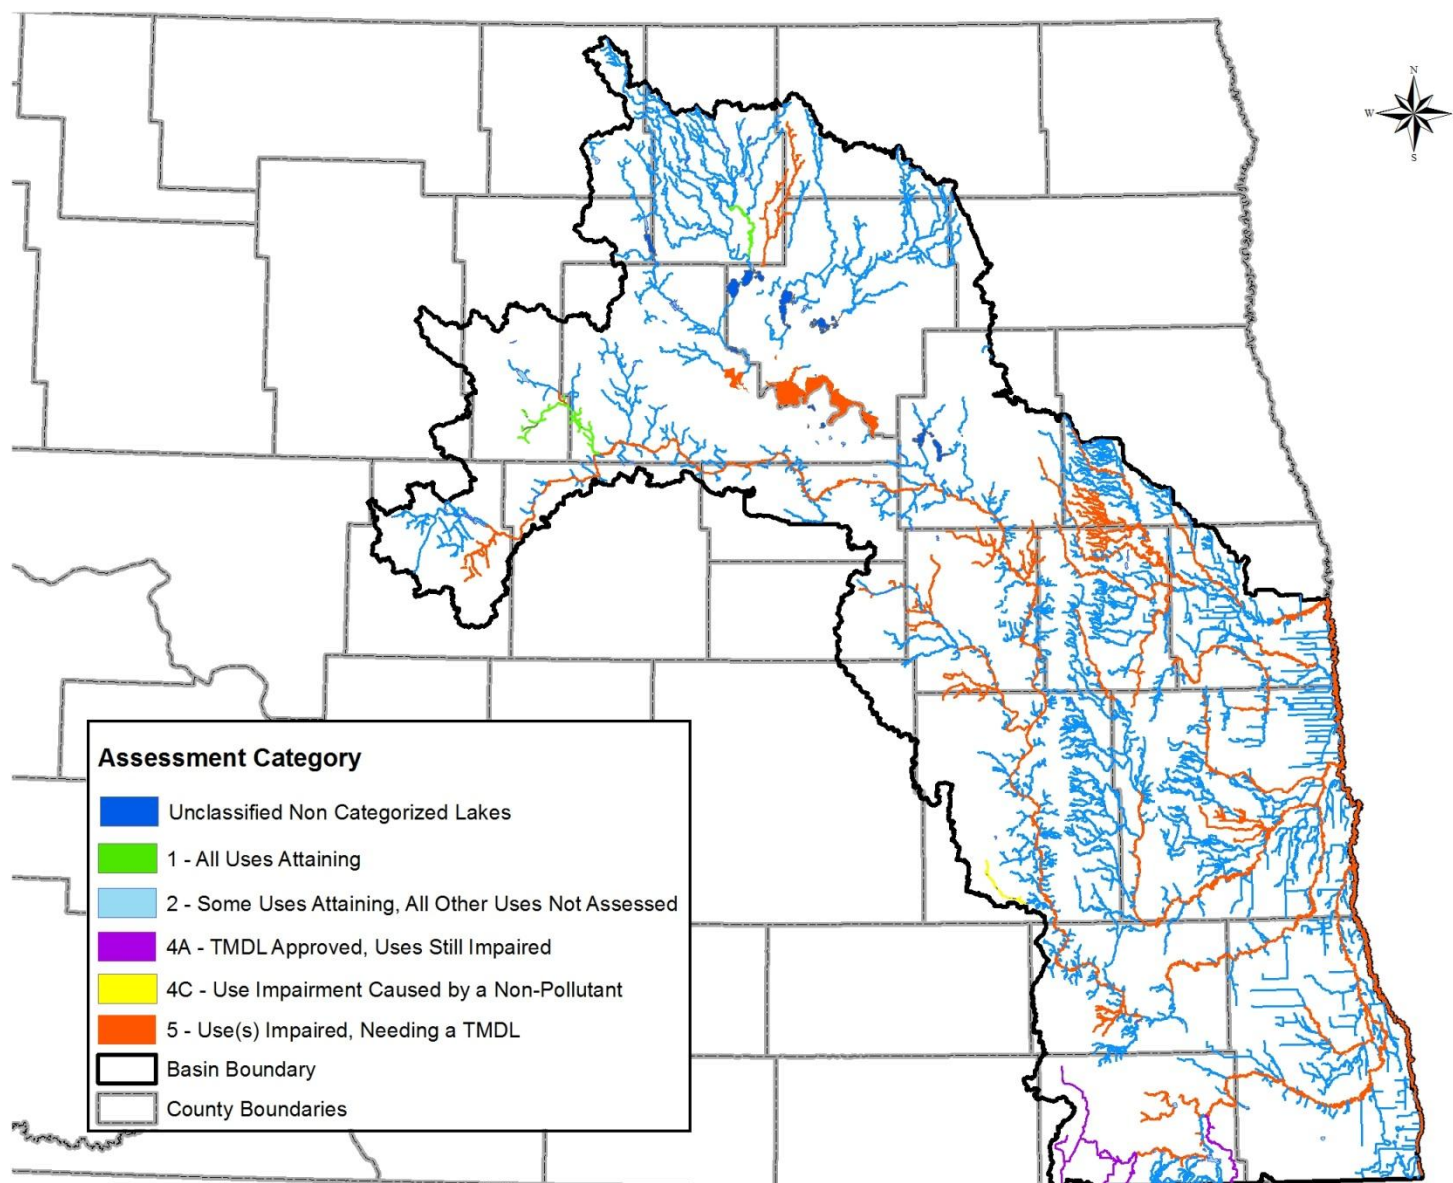 N
W
S
Assessment Category
Unclassified Non Categorized Lakes
1 - All Uses Attaining
2 - Some Uses Attaining, All Other Uses Not Assessed
4A - TMDL Approved, Uses Still Impaired
4C - Use Impairment Caused by a Non-Pollutant
5 - Use(s) Impaired, Needing a TMDL
Basin Boundary
County Boundaries